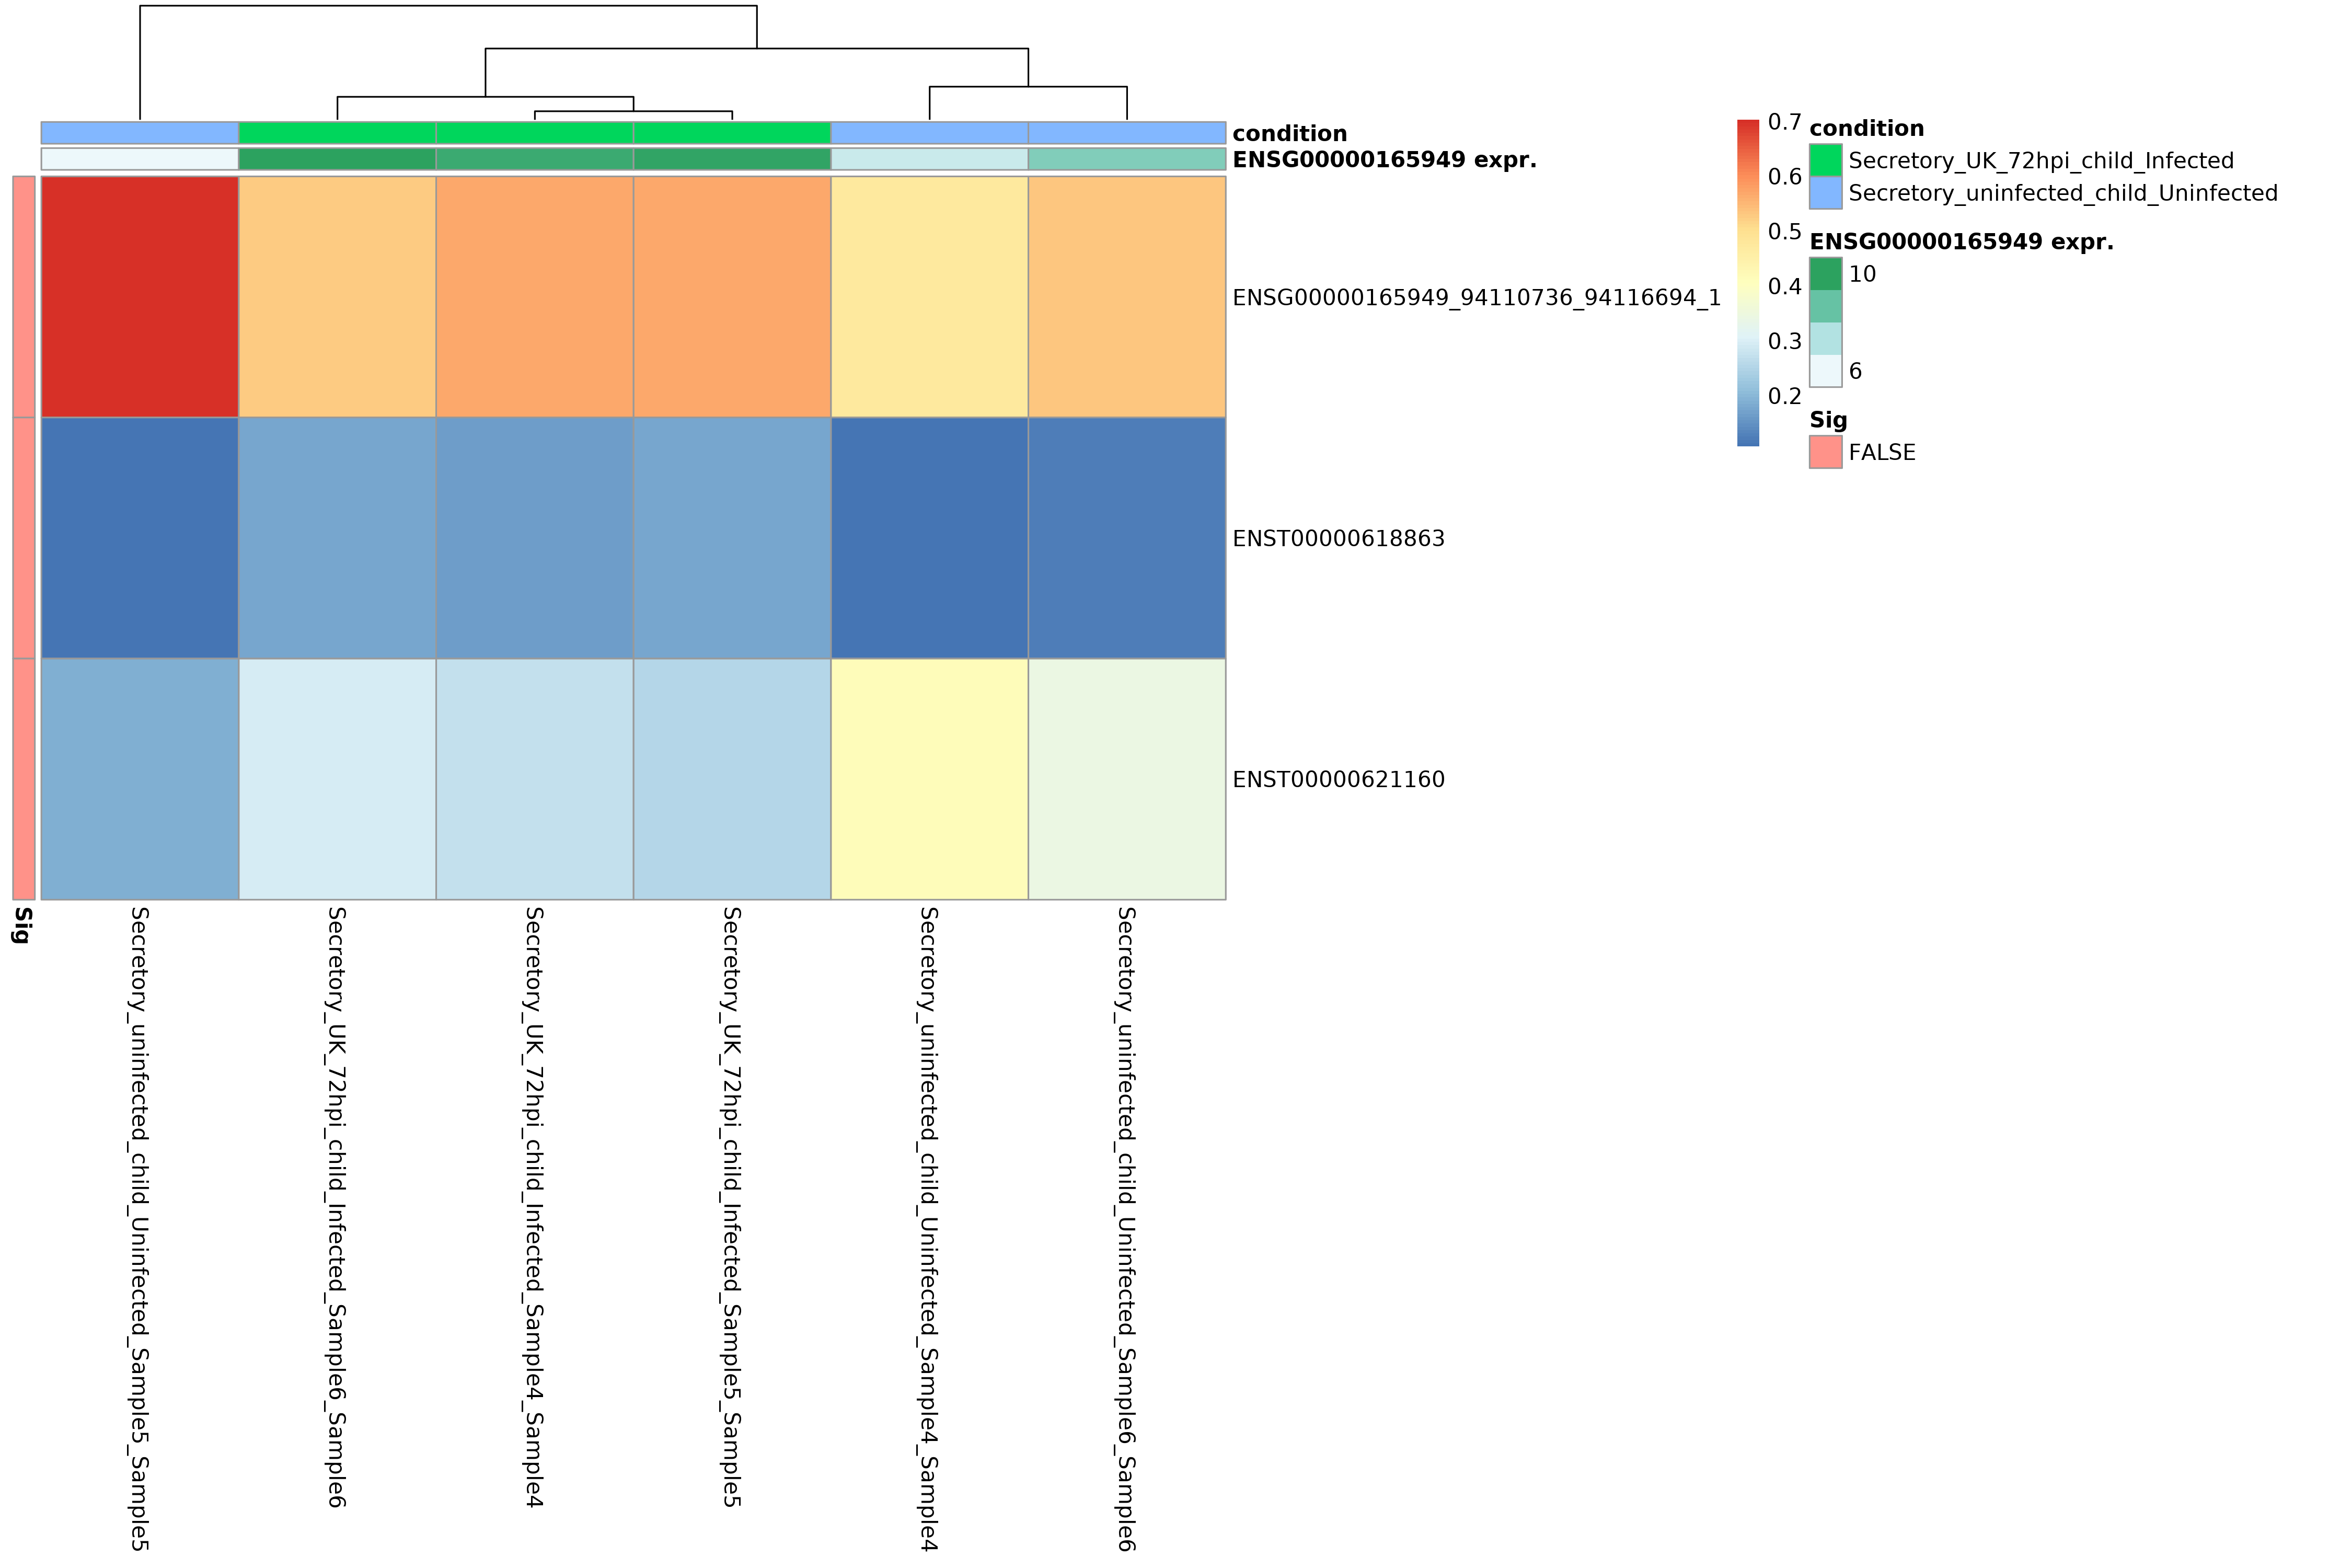 condition
ENSG00000165949 expr.
ENSG00000165949_94110736_94116694_1
ENST00000618863
ENST00000621160
Sig
Secretory_uninfected_child_Uninfected_Sample5_Sample5
Secretory_UK_72hpi_child_Infected_Sample6_Sample6
Secretory_UK_72hpi_child_Infected_Sample4_Sample4
Secretory_UK_72hpi_child_Infected_Sample5_Sample5
Secretory_uninfected_child_Uninfected_Sample4_Sample4
Secretory_uninfected_child_Uninfected_Sample6_Sample6
0.7
0.6
0.5
0.4
0.3
0.2
condition
Secretory_UK_72hpi_child_Infected
Secretory_uninfected_child_Uninfected
ENSG00000165949 expr.
10
6
Sig
FALSE